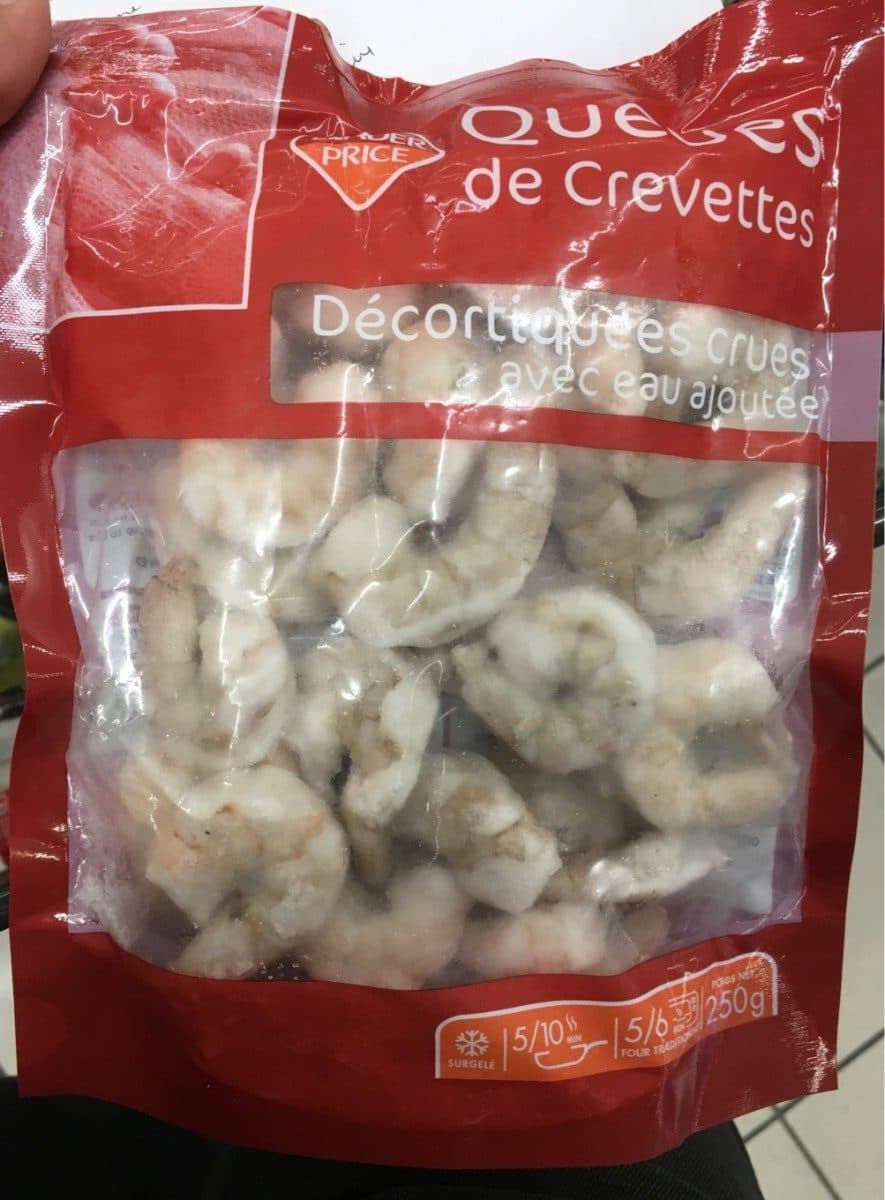 PRICE
Queues
de Crevettes
Décortiquées crues
avec eau ajoutée
SURGELÉ
5/10 MIN
5/6 MIN
FOUR TRADITIONNEL
POIDS NET
250g